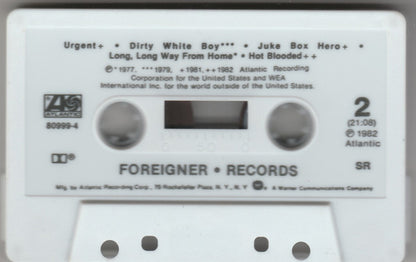 Urgent+ • Dirty White Boy*** • Juke Box Hero+ •
Long, Long Way From Home* • Hot Blooded++
℗ *1977, ***1979, +1981, ++1982 Atlantic Recording
Corporation for the United States and WEA
International Inc. for the world outside of the United States.
ATLANTIC
80999-4
2
(21:08)
℗ 1982
Atlantic
0 50 0
SR
FOREIGNER • RECORDS
Mfg. by Atlantic Recording Corp., 75 Rockefeller Plaza, N.Y., N.Y. A Warner Communications Company